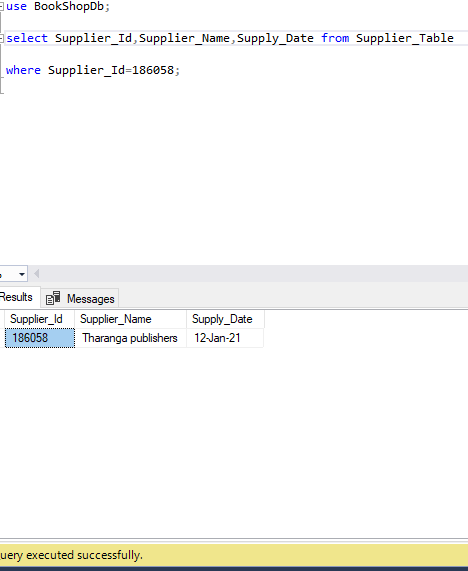 use BookShopDb;
select Supplier_Id,Supplier_Name,Supply_Date from Supplier_Table
where Supplier_Id=186058;
Results Messages
Supplier_Id Supplier_Name Supply_Date
186058 Tharanga publishers 12-Jan-21
uery executed successfully.